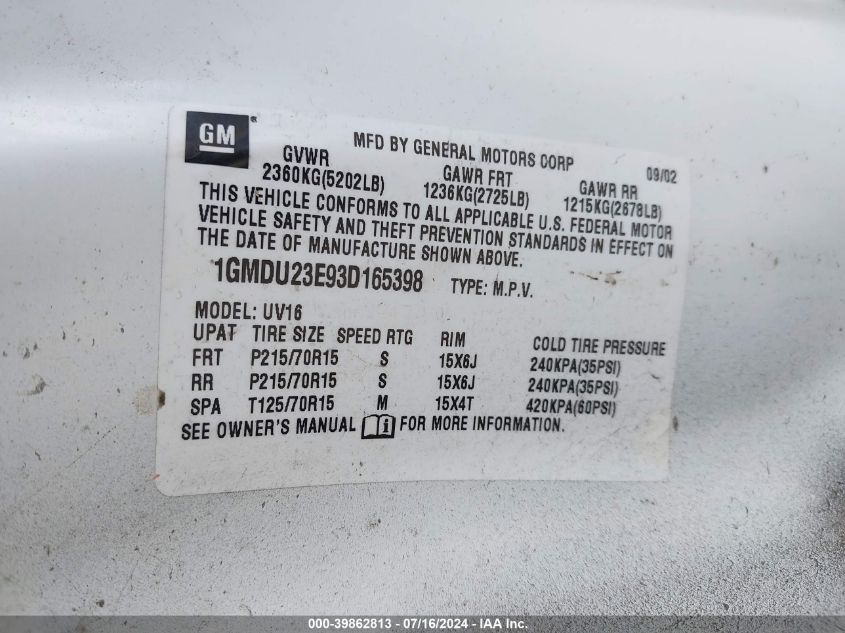 GM®
MFD BY GENERAL MOTORS CORP 09/02
GVWR GAWR FRT GAWR RR
2360KG(5202LB) 1236KG(2725LB) 1215KG(2678LB)
THIS VEHICLE CONFORMS TO ALL APPLICABLE U.S. FEDERAL MOTOR
VEHICLE SAFETY AND THEFT PREVENTION STANDARDS IN EFFECT ON
THE DATE OF MANUFACTURE SHOWN ABOVE.
1GMDU23E93D165398 TYPE: M.P.V.
MODEL: UV16
UPAT TIRE SIZE SPEED RTG RIM COLD TIRE PRESSURE
FRT P215/70R15 S 15X6J 240KPA(35PSI)
RR P215/70R15 S 15X6J 240KPA(35PSI)
SPA T125/70R15 M 15X4T 420KPA(60PSI)
SEE OWNER'S MANUAL i FOR MORE INFORMATION.
000-39862813 - 07/16/2024 - IAA Inc.